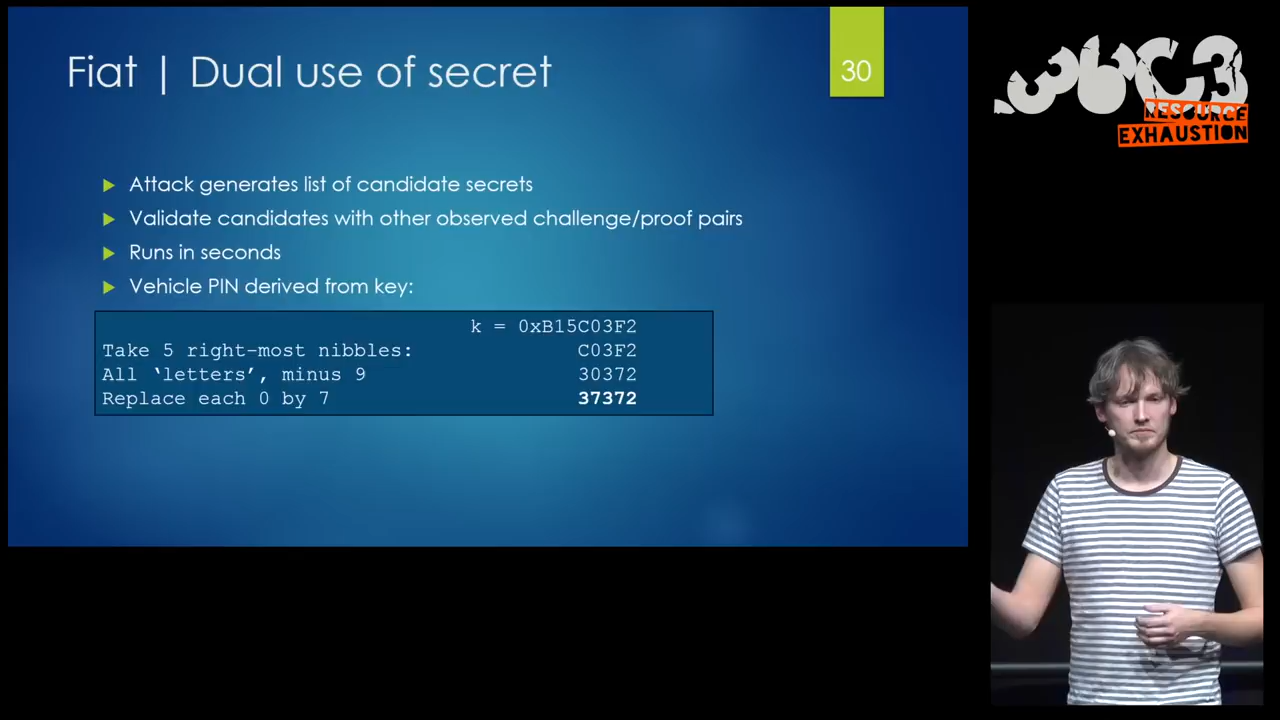 Fiat | Dual use of secret
30
Attack generates list of candidate secrets
Validate candidates with other observed challenge/proof pairs
Runs in seconds
Vehicle PIN derived from key:
k = 0xB15C03F2
Take 5 right-most nibbles: C03F2
All ‘letters’, minus 9 30372
Replace each 0 by 7 37372
36C3
RESOURCE
EXHAUSTION